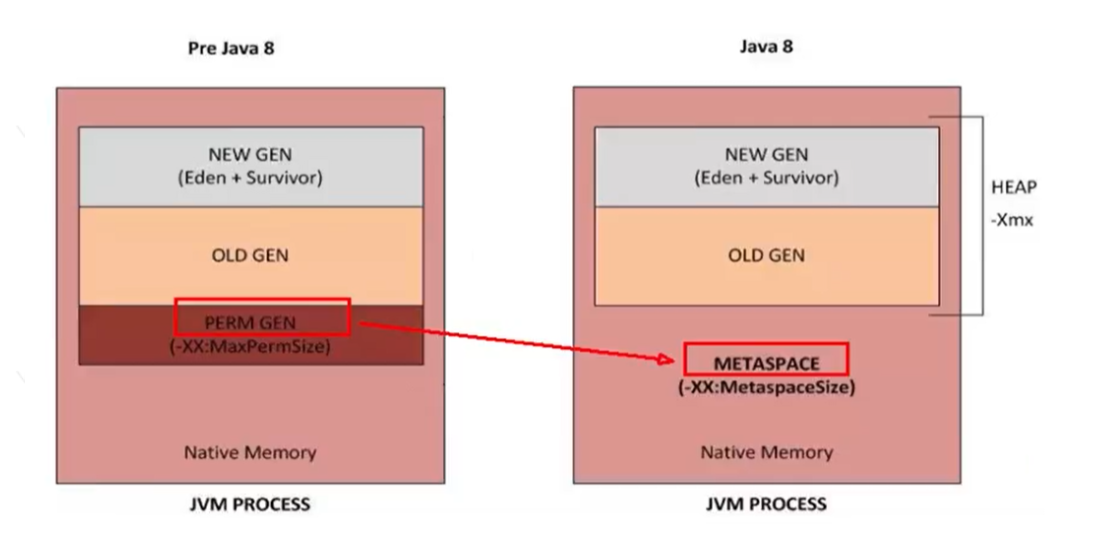 Pre Java 8
NEW GEN
(Eden + Survivor)
OLD GEN
PERM GEN
(-XX:MaxPermSize)
Native Memory
JVM PROCESS
Java 8
NEW GEN
(Eden + Survivor)
OLD GEN
HEAP
-Xmx
METASPACE
(-XX:MetaspaceSize)
Native Memory
JVM PROCESS